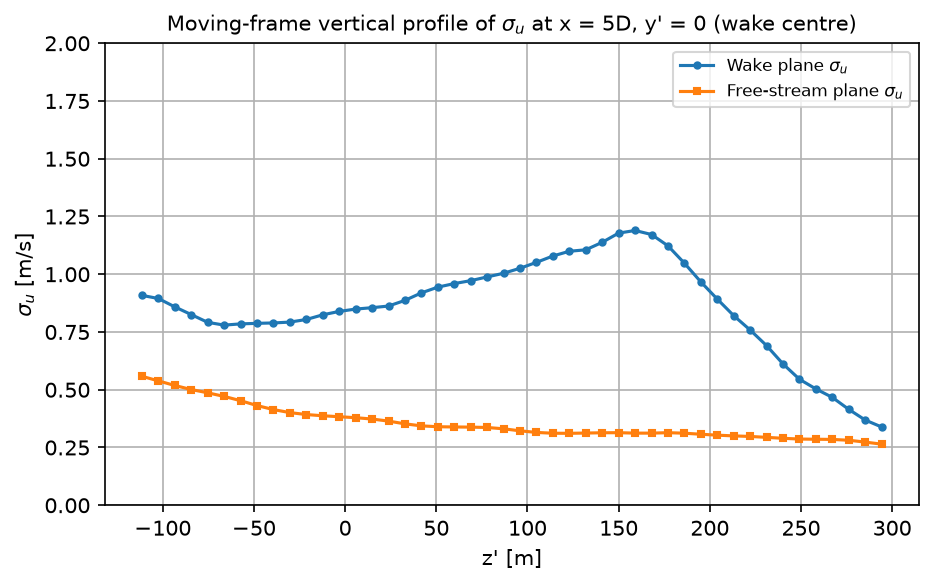 Moving-frame vertical profile of σu at x = 5D, y' = 0 (wake centre)
2.00
1.75
1.50
1.25
1.00
0.75
0.50
0.25
0.00
σu [m/s]
Wake plane σu
Free-stream plane σu
−100 −50 0 50 100 150 200 250 300
z' [m]